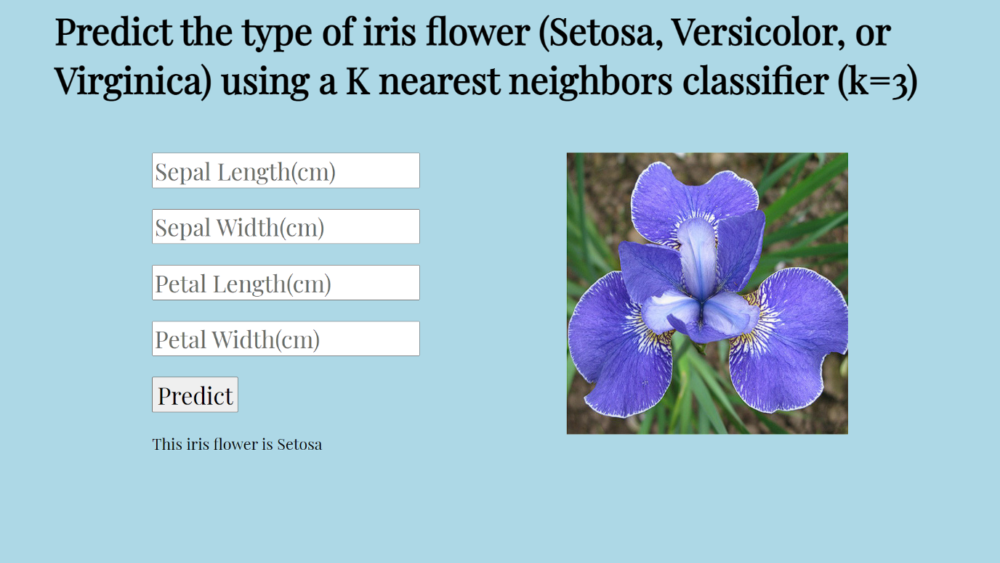 Predict the type of iris flower (Setosa, Versicolor, or
Virginica) using a K nearest neighbors classifier (k=3)
Sepal Length(cm)
Sepal Width(cm)
Petal Length(cm)
Petal Width(cm)
Predict
This iris flower is Setosa